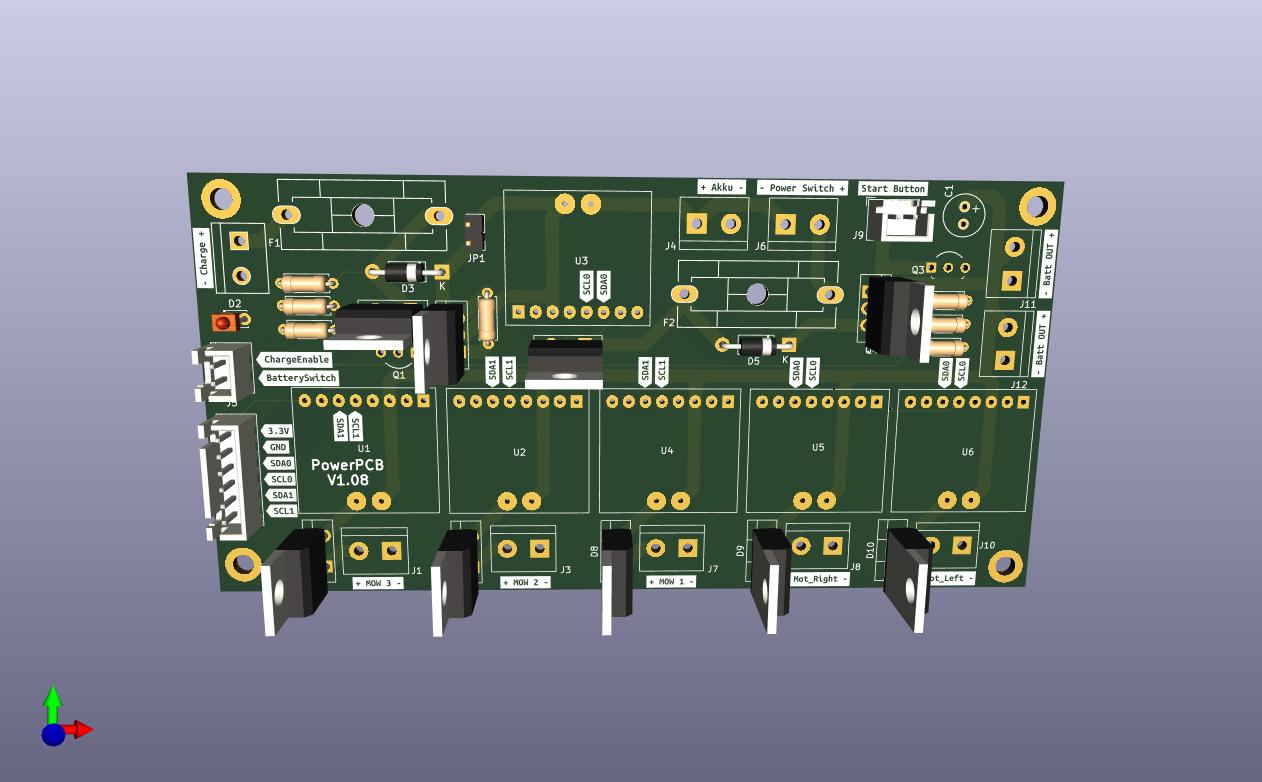 + Akku -
- Power Switch +
Start Button
C1
+
J9
- Charge +
F1
J4
J6
Q3
- Batt OUT +
J11
JP1
U3
SCL0
SDA0
D3
K
D2
F2
D5
K
- Batt OUT +
J12
ChargeEnable
BatterySwitch
Q1
SDA1
SCL1
SDA1
SCL1
SDA0
SCL0
SDA0
SCL0
SDA1
SCL1
3.3V
GND
SDA0
SCL0
SDA1
SCL1
U1
PowerPCB
V1.08
U2
U4
U5
U6
J1
+ MOW 3 -
J3
+ MOW 2 -
D8
J7
+ MOW 1 -
D9
J8
Mot_Right -
D10
J10
ot_Left -